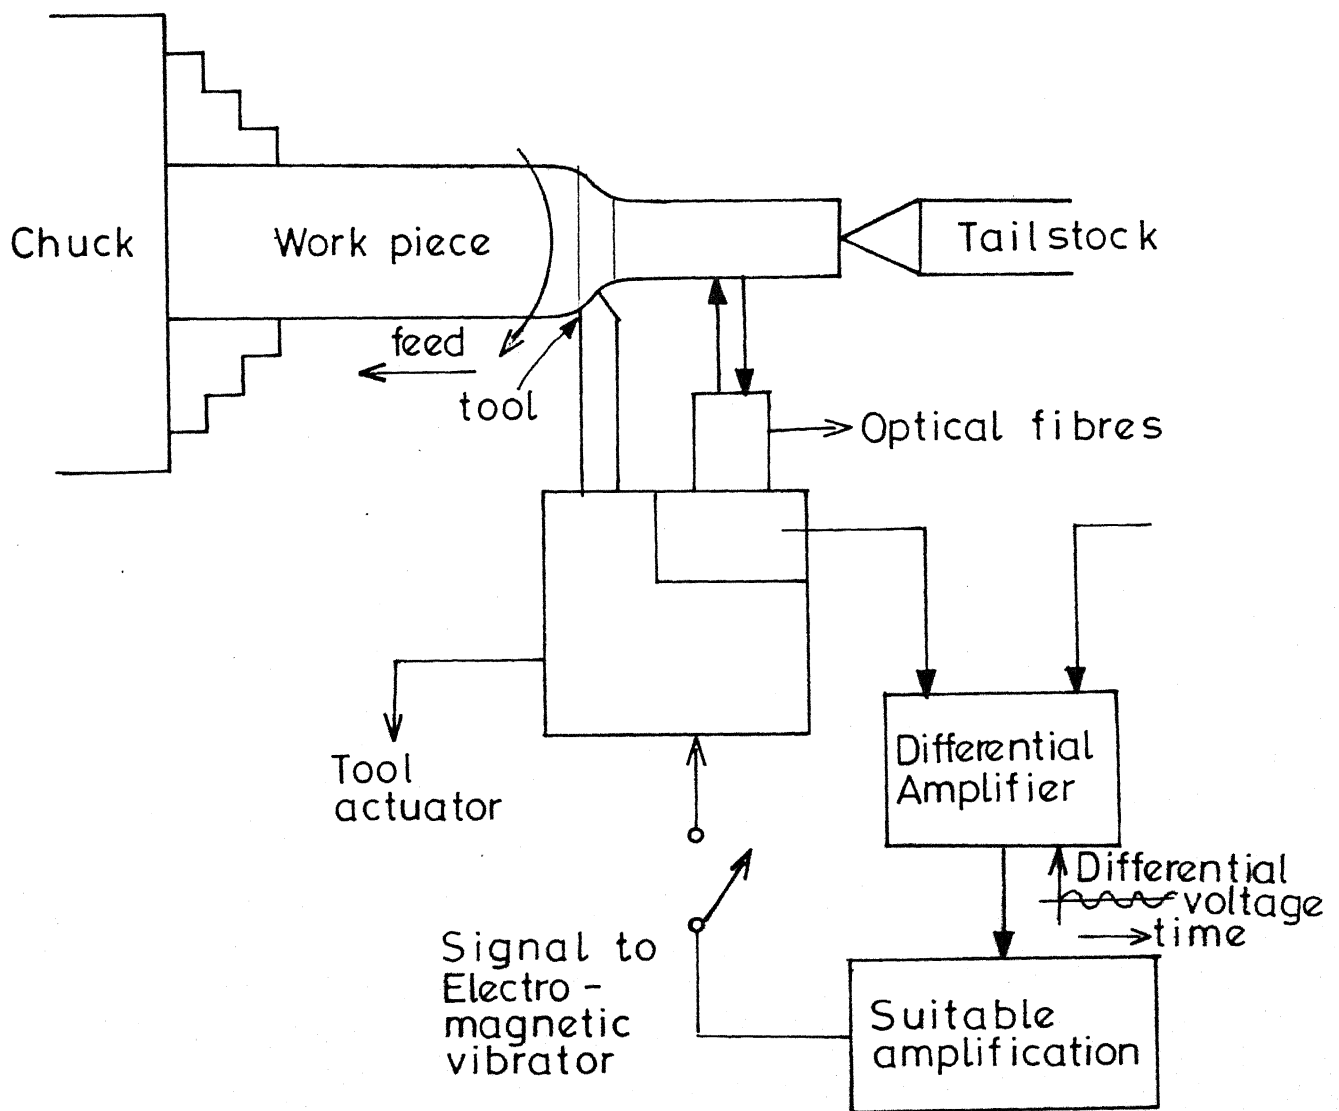 Chuck
Work piece
Tailstock
feed
tool
Optical fibres
Tool
actuator
Differential
Amplifier
Differential
voltage
time
Signal to
Electro-
magnetic
vibrator
Suitable
amplification